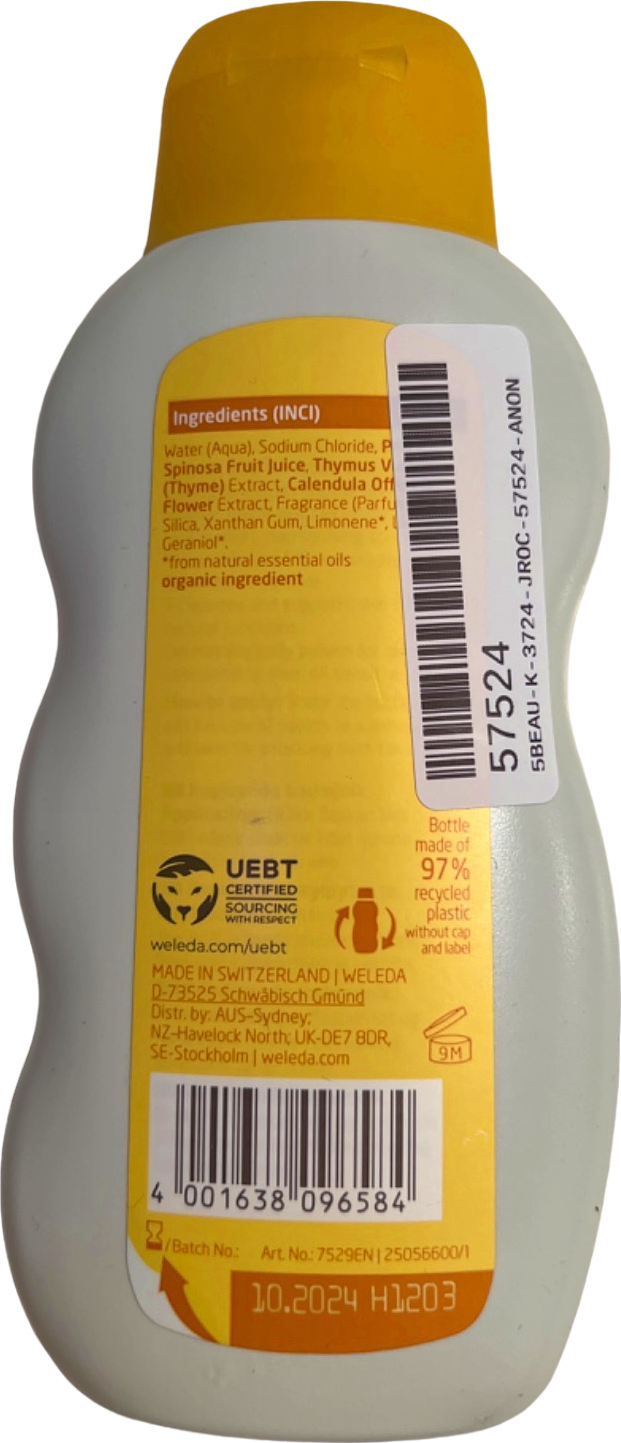 Ingredients (INCI)
Water (Aqua), Sodium Chloride, P
Spinosa Fruit Juice, Thymus V
(Thyme) Extract, Calendula Off
Flower Extract, Fragrance (Parfu
Silica, Xanthan Gum, Limonene*, L
Geraniol*.
*from natural essential oils
organic ingredient
57524
5BEAU-K-3724-JROC-57524-ANON
Bottle
made of
97%
recycled
plastic
without cap
and label
UEBT
CERTIFIED
SOURCING
WITH RESPECT
weleda.com/uebt
MADE IN SWITZERLAND | WELEDA
D-73525 Schwäbisch Gmünd
Distr. by: AUS–Sydney;
NZ–Havelock North; UK-DE7 8DR,
SE-Stockholm | weleda.com
9M
4 001638 096584
/Batch No.: Art. No.: 7529EN | 25056600/1
10.2024 H1203